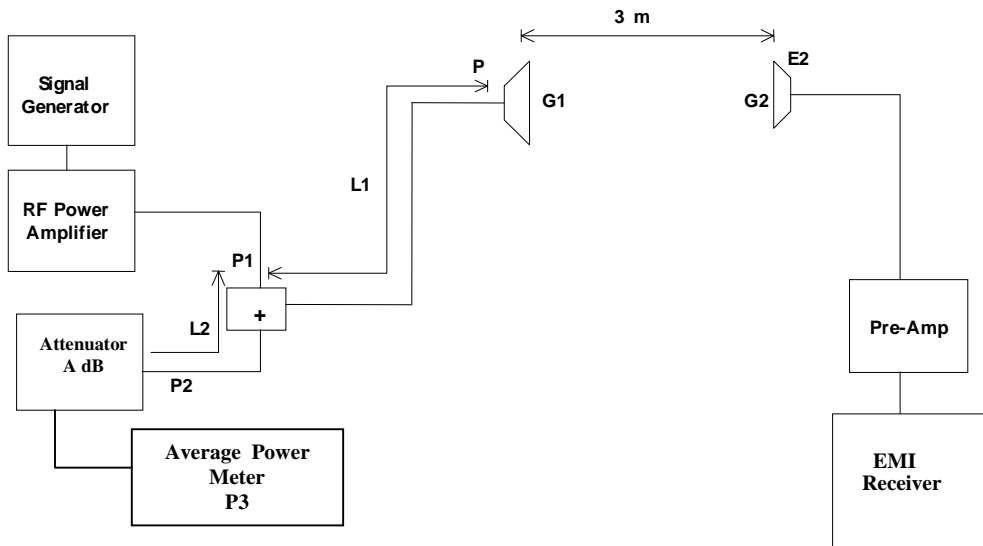 3 m
P
E2
Signal
Generator
G1
G2
L1
RF Power
Amplifier
P1
+
L2
Attenuator
A dB
P2
Pre-Amp
Average Power
Meter
P3
EMI
Receiver